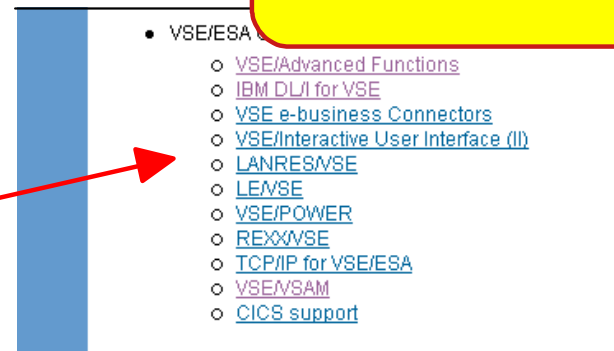 VSE/ESA
VSE/Advanced Functions
IBM DL/I for VSE
VSE e-business Connectors
VSE/Interactive User Interface (II)
LANRES/VSE
LE/VSE
VSE/POWER
REXX/VSE
TCP/IP for VSE/ESA
VSE/VSAM
CICS support